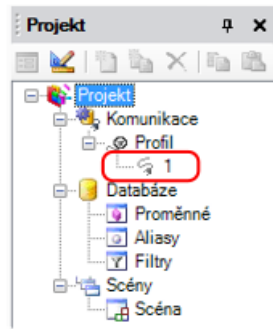 Projekt
Projekt
Komunikace
Profil
1
Databáze
Proměnné
Aliasy
Filtry
Scény
Scéna